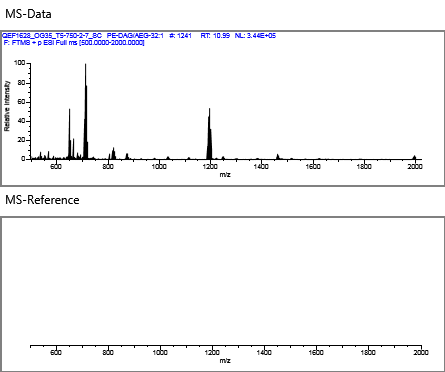 MS-Data
QEF1628_OG35_T5-750-2-7_BC PE-DAG/AEG-32:1 #: 1241 RT: 10.99 NL: 3.44E+05
F: FTMS + p ESI Full ms [500.0000-2000.0000]
Relative Intensity
100
80
60
40
20
0
600 800 1000 1200 1400 1600 1800 2000
m/z
MS-Reference
600 800 1000 1200 1400 1600 1800 2000
m/z